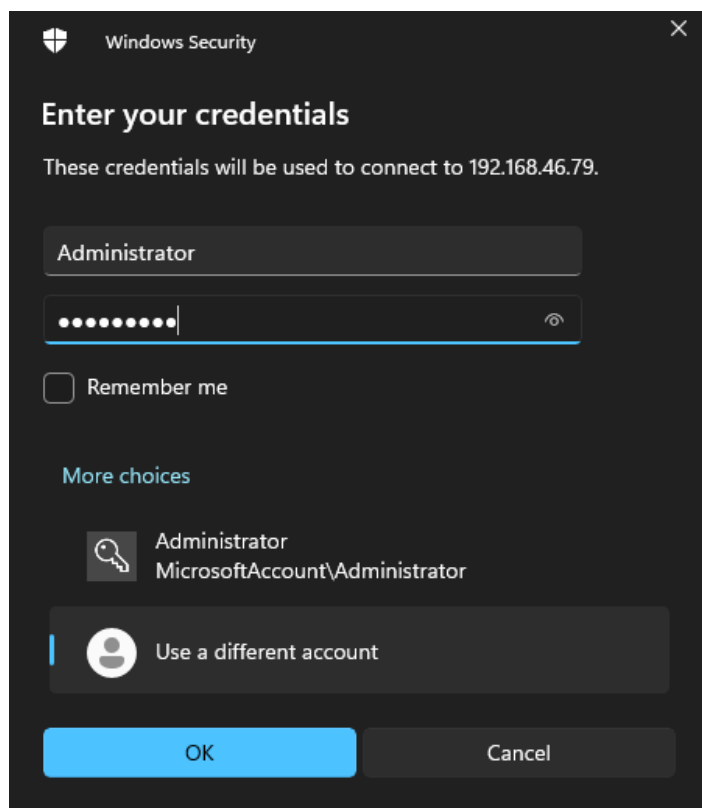 Windows Security
Enter your credentials
These credentials will be used to connect to 192.168.46.79.
Administrator
Remember me
More choices
Administrator
MicrosoftAccount\Administrator
Use a different account
OK
Cancel